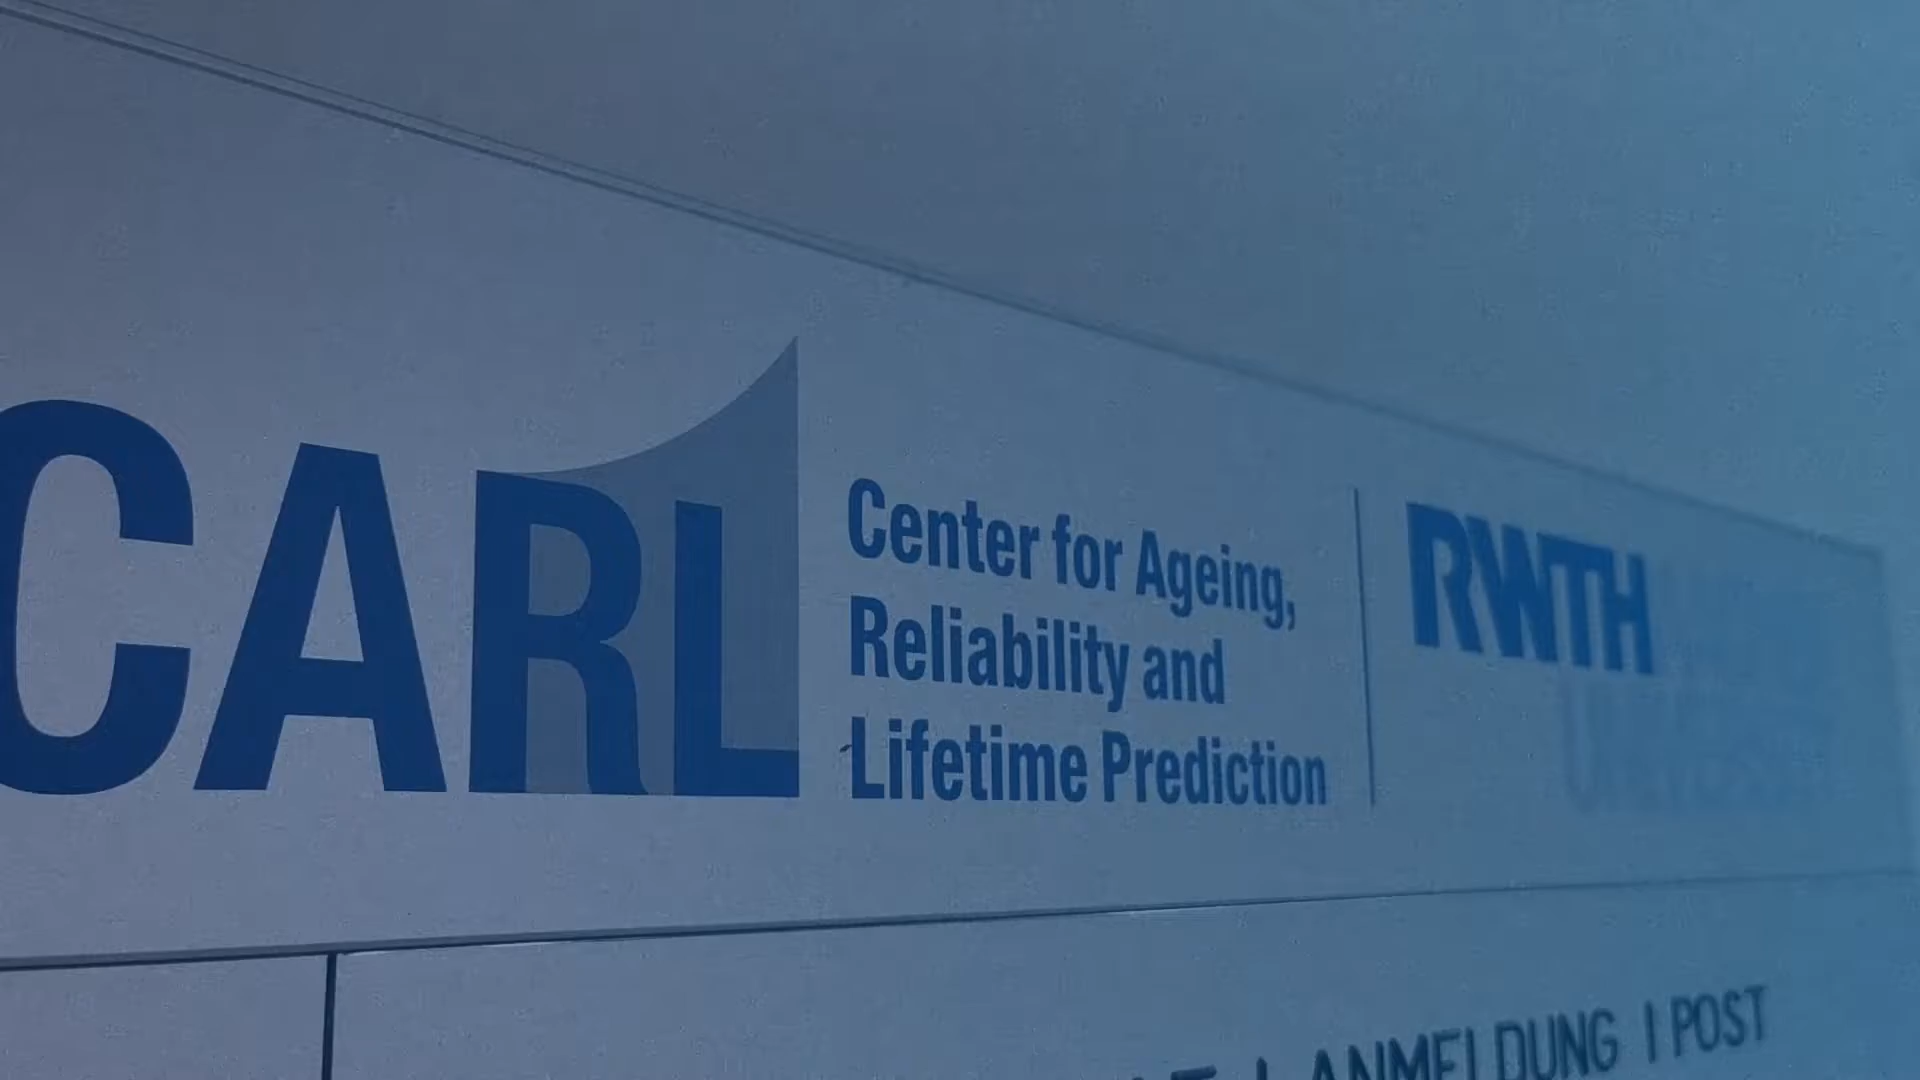 CARL
Center for Ageing,
Reliability and
Lifetime Prediction
RWTH
ANMELDUNG | POST